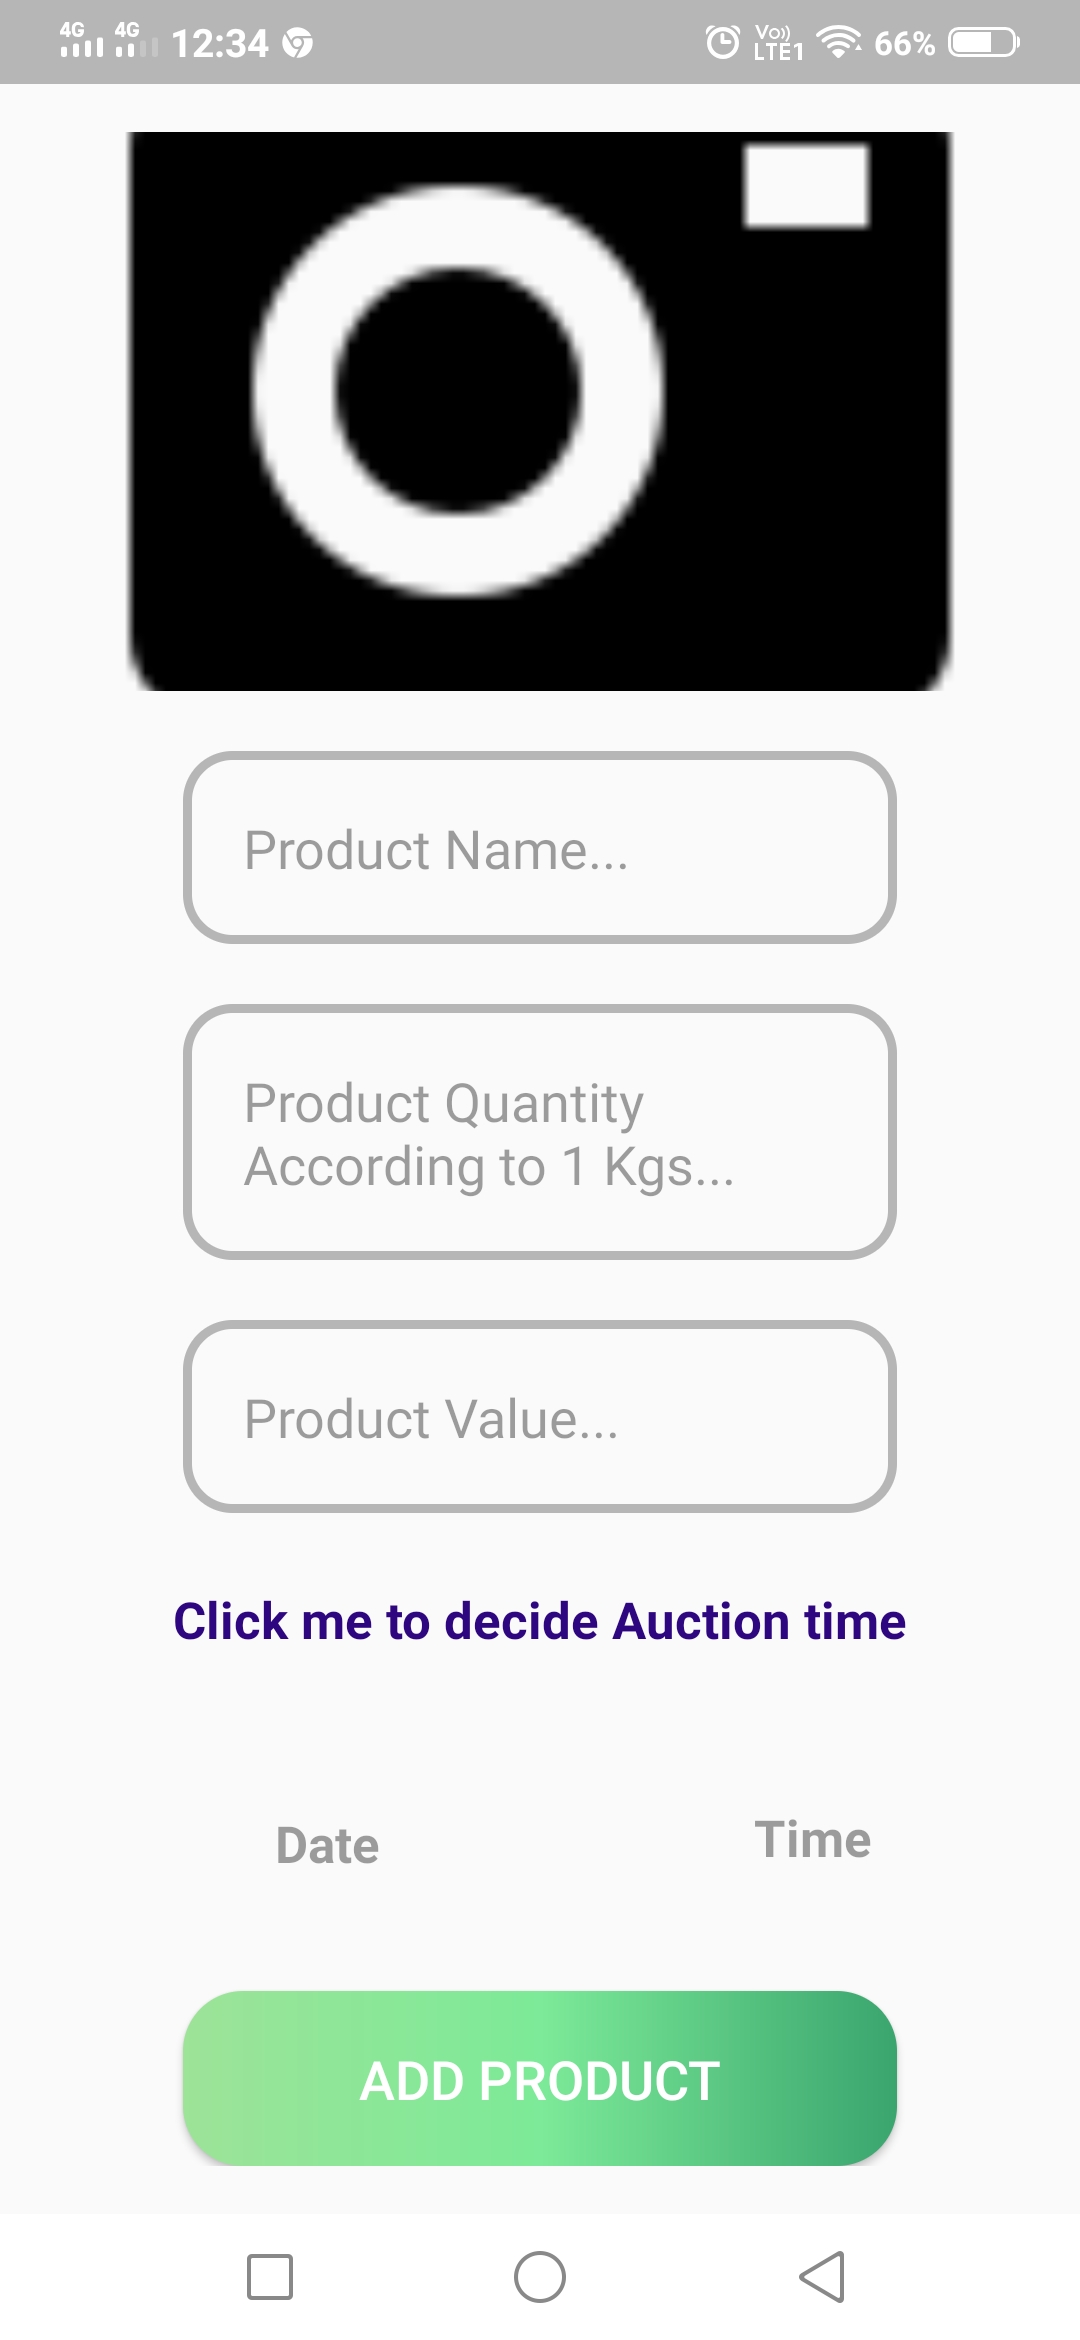 4G 4G 12:34 Vo)) LTE1 66%
Product Name...
Product Quantity
According to 1 Kgs...
Product Value...
Click me to decide Auction time
Date Time
ADD PRODUCT